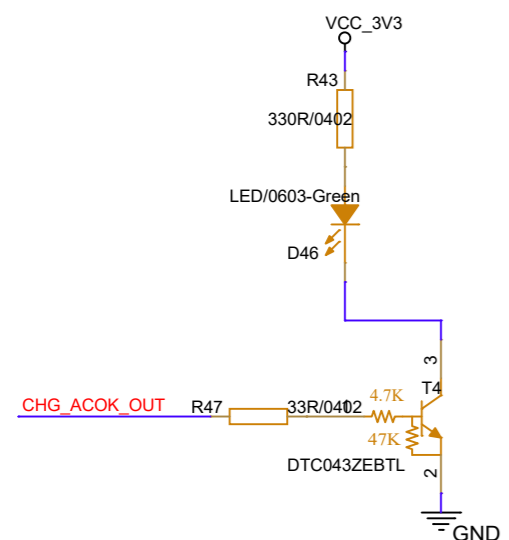 VCC_3V3
R43
330R/0402
LED/0603-Green
D46
3
T4
4.7K
CHG_ACOK_OUT
R47
33R/0402
1
47K
DTC043ZEBTL
2
GND